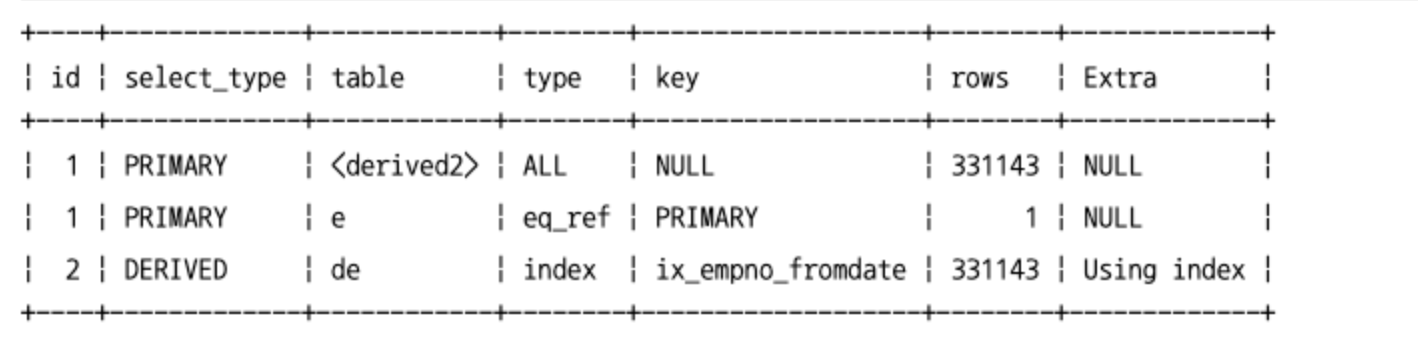 +----+-------------+------------+--------+-------------------+--------+-------------+
| id | select_type | table      | type   | key               | rows   | Extra       |
+----+-------------+------------+--------+-------------------+--------+-------------+
|  1 | PRIMARY     | <derived2> | ALL    | NULL              | 331143 | NULL        |
|  1 | PRIMARY     | e          | eq_ref | PRIMARY           |      1 | NULL        |
|  2 | DERIVED     | de         | index  | ix_empno_fromdate | 331143 | Using index |
+----+-------------+------------+--------+-------------------+--------+-------------+